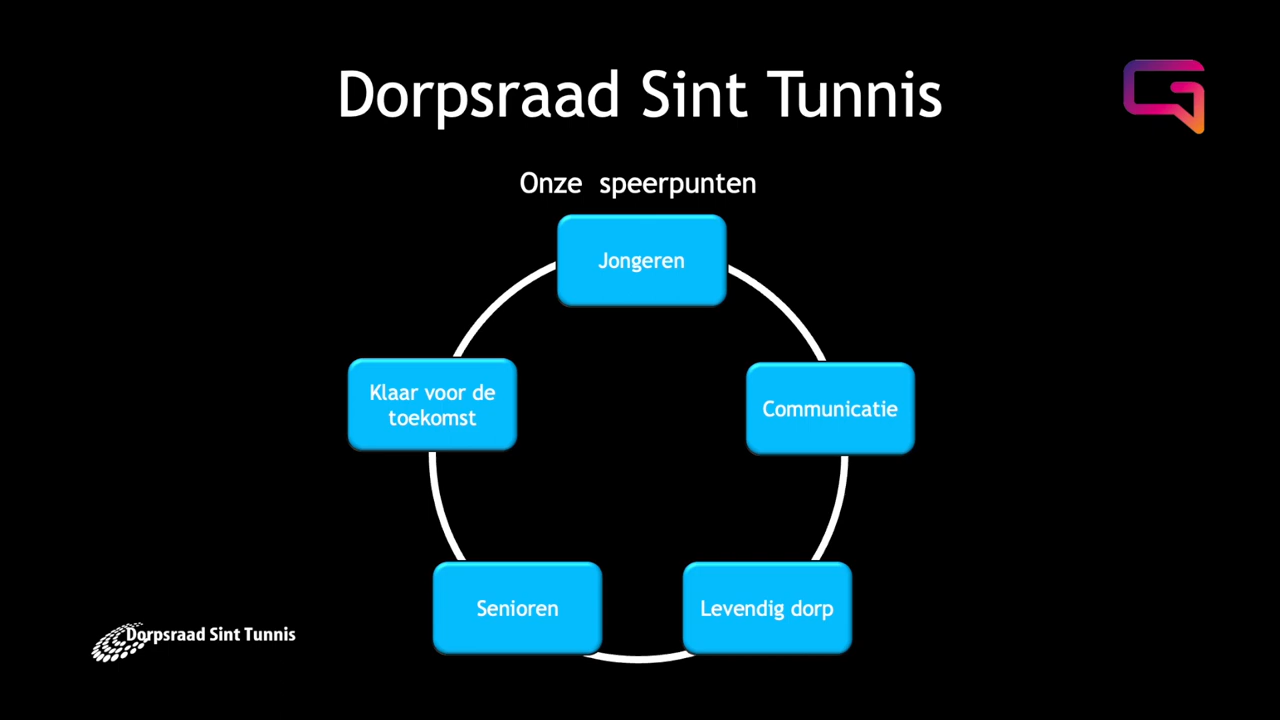 Dorpsraad Sint Tunnis
Onze speerpunten
Jongeren
Klaar voor de
toekomst
Communicatie
Senioren
Levendig dorp
Dorpsraad Sint Tunnis